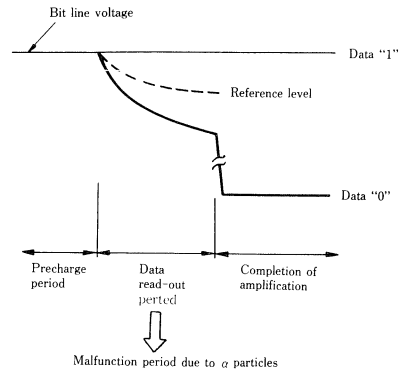 Bit line voltage
Data “1”
Reference level
Data “0”
Precharge
period
Data
read-out
perted
Completion of
amplification
Malfunction period due to α particles